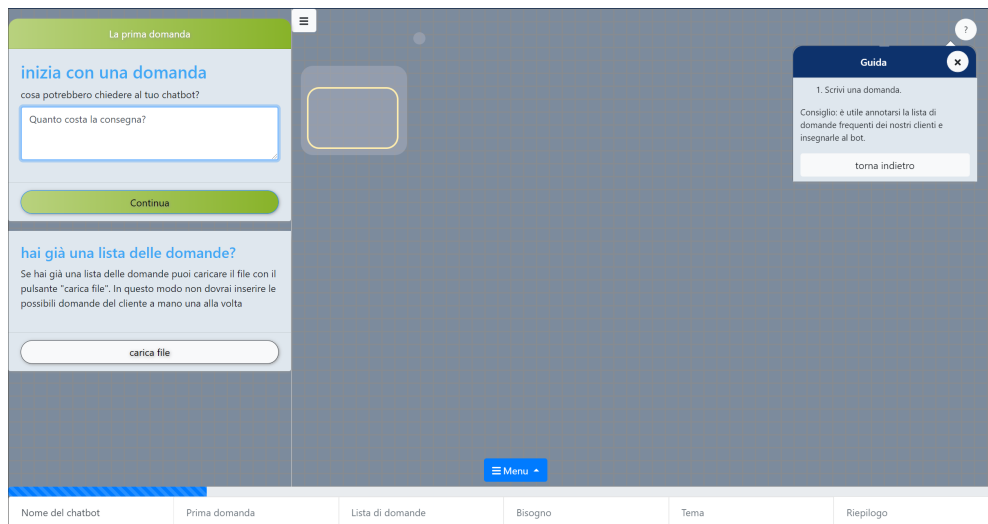 La prima domanda
inizia con una domanda
cosa potrebbero chiedere al tuo chatbot?
Quanto costa la consegna?
Continua
hai già una lista delle domande?
Se hai già una lista delle domande puoi caricare il file con il
pulsante "carica file". In questo modo non dovrai inserire le
possibili domande del cliente a mano una alla volta
carica file
?
Guida
×
1. Scrivi una domanda.
Consiglio: è utile annotarsi la lista di
domande frequenti dei nostri clienti e
insegnarle al bot.
torna indietro
Menu
Nome del chatbot
Prima domanda
Lista di domande
Bisogno
Tema
Riepilogo